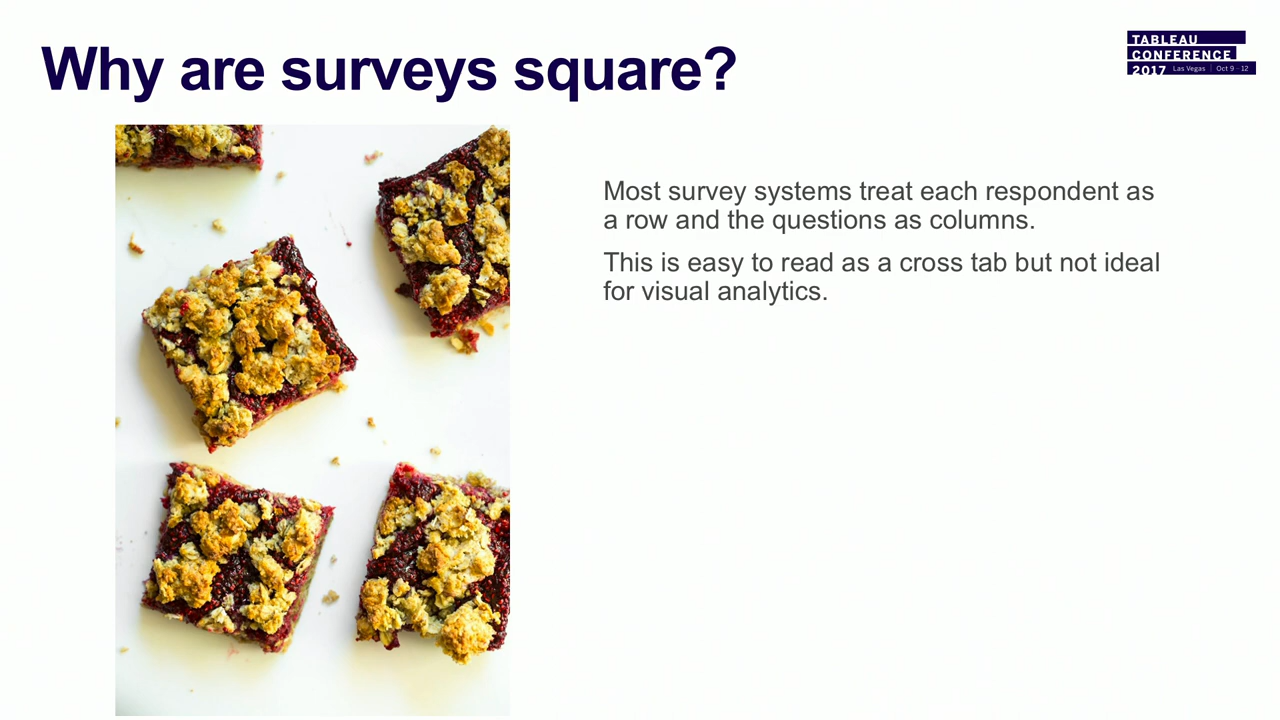 Why are surveys square?
TABLEAU
CONFERENCE
2017 Las Vegas | Oct 9 - 12
Most survey systems treat each respondent as
a row and the questions as columns.
This is easy to read as a cross tab but not ideal
for visual analytics.